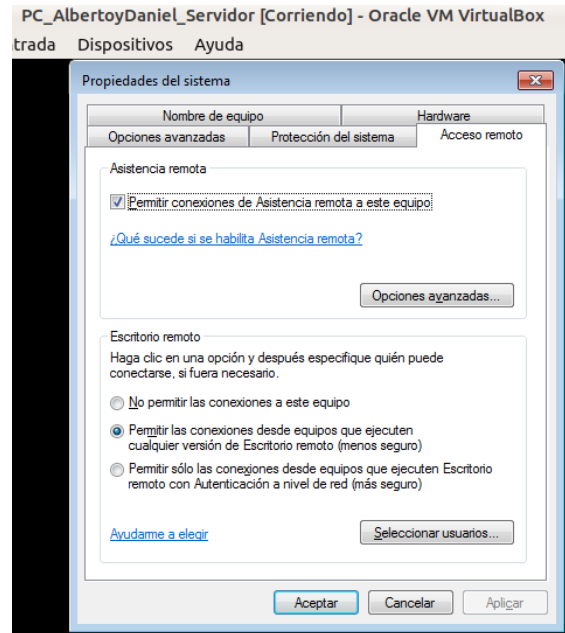 PC_AlbertoyDaniel_Servidor [Corriendo] - Oracle VM VirtualBox
trada Dispositivos Ayuda
Propiedades del sistema
Nombre de equipo Hardware
Opciones avanzadas Protección del sistema Acceso remoto
Asistencia remota
Permitir conexiones de Asistencia remota a este equipo
¿Qué sucede si se habilita Asistencia remota?
Opciones avanzadas...
Escritorio remoto
Haga clic en una opción y después especifique quién puede
conectarse, si fuera necesario.
No permitir las conexiones a este equipo
Permitir las conexiones desde equipos que ejecuten
cualquier versión de Escritorio remoto (menos seguro)
Permitir sólo las conexiones desde equipos que ejecuten Escritorio
remoto con Autenticación a nivel de red (más seguro)
Ayudarme a elegir Seleccionar usuarios...
Aceptar Cancelar Aplicar